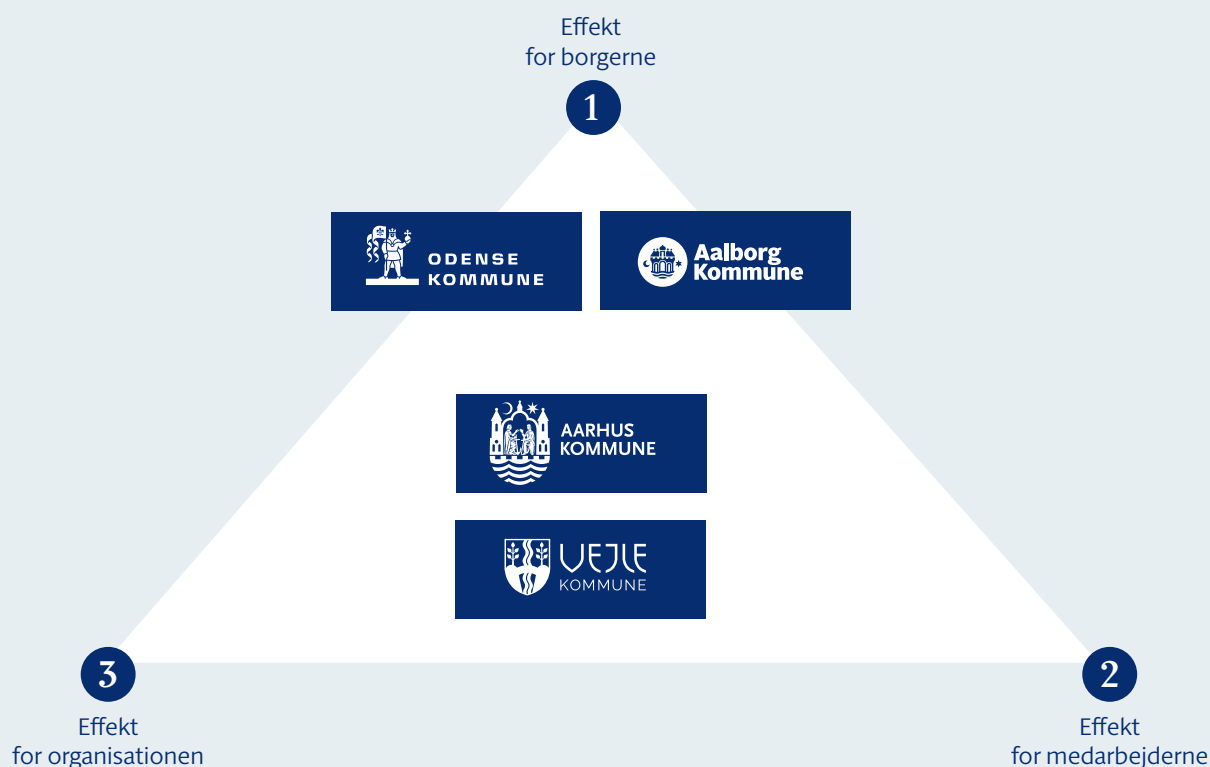 Effekt
for borgerne
1
ODENSE
KOMMUNE
Aalborg
Kommune
AARHUS
KOMMUNE
VEJLE
KOMMUNE
3
Effekt
for organisationen
2
Effekt
for medarbejderne